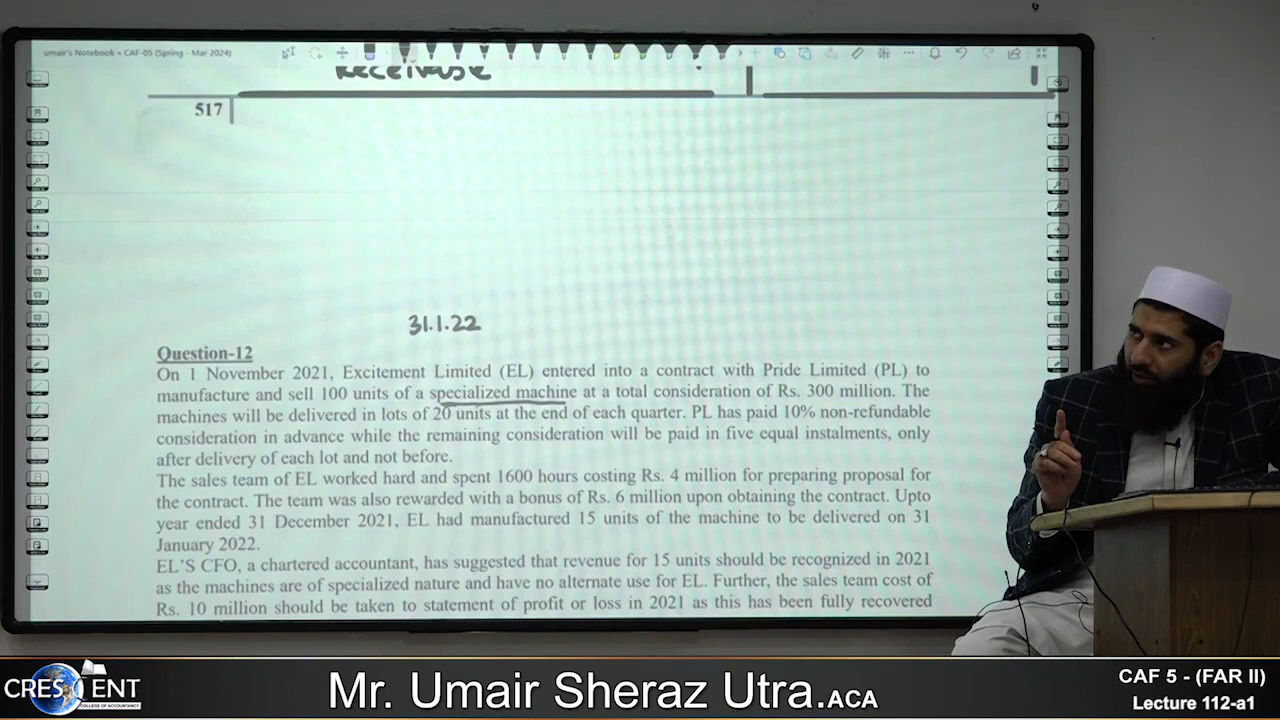 umair's Notebook • CAF-05 (Spring - Mar 2024)
Receivable
517
31.1.22
Question-12
On 1 November 2021, Excitement Limited (EL) entered into a contract with Pride Limited (PL) to
manufacture and sell 100 units of a specialized machine at a total consideration of Rs. 300 million. The
machines will be delivered in lots of 20 units at the end of each quarter. PL has paid 10% non-refundable
consideration in advance while the remaining consideration will be paid in five equal instalments, only
after delivery of each lot and not before.
The sales team of EL worked hard and spent 1600 hours costing Rs. 4 million for preparing proposal for
the contract. The team was also rewarded with a bonus of Rs. 6 million upon obtaining the contract. Upto
year ended 31 December 2021, EL had manufactured 15 units of the machine to be delivered on 31
January 2022.
EL'S CFO, a chartered accountant, has suggested that revenue for 15 units should be recognized in 2021
as the machines are of specialized nature and have no alternate use for EL. Further, the sales team cost of
Rs. 10 million should be taken to statement of profit or loss in 2021 as this has been fully recovered
CRESCENT
COLLEGE OF ACCOUNTANCY
Mr. Umair Sheraz Utra.ACA
CAF 5 - (FAR II)
Lecture 112-a1